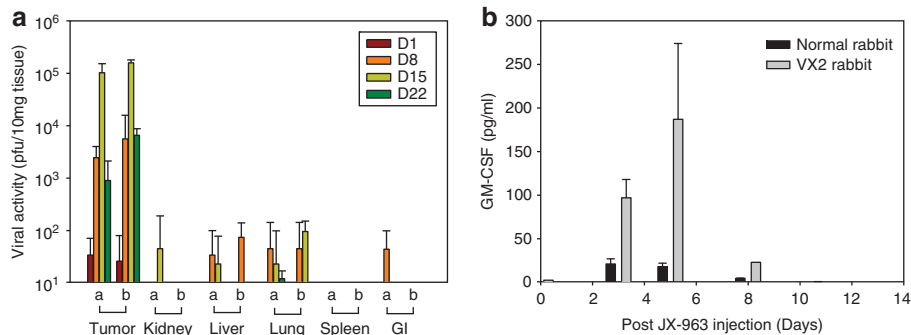 a
Viral activity (pfu/10mg tissue)
10^6
10^5
10^4
10^3
10^2
10^1
D1
D8
D15
D22
a b a b a b a b a b a b
Tumor Kidney Liver Lung Spleen GI
b
GM-CSF (pg/ml)
300
250
200
150
100
50
0
Normal rabbit
VX2 rabbit
0 2 4 6 8 10 12 14
Post JX-963 injection (Days)